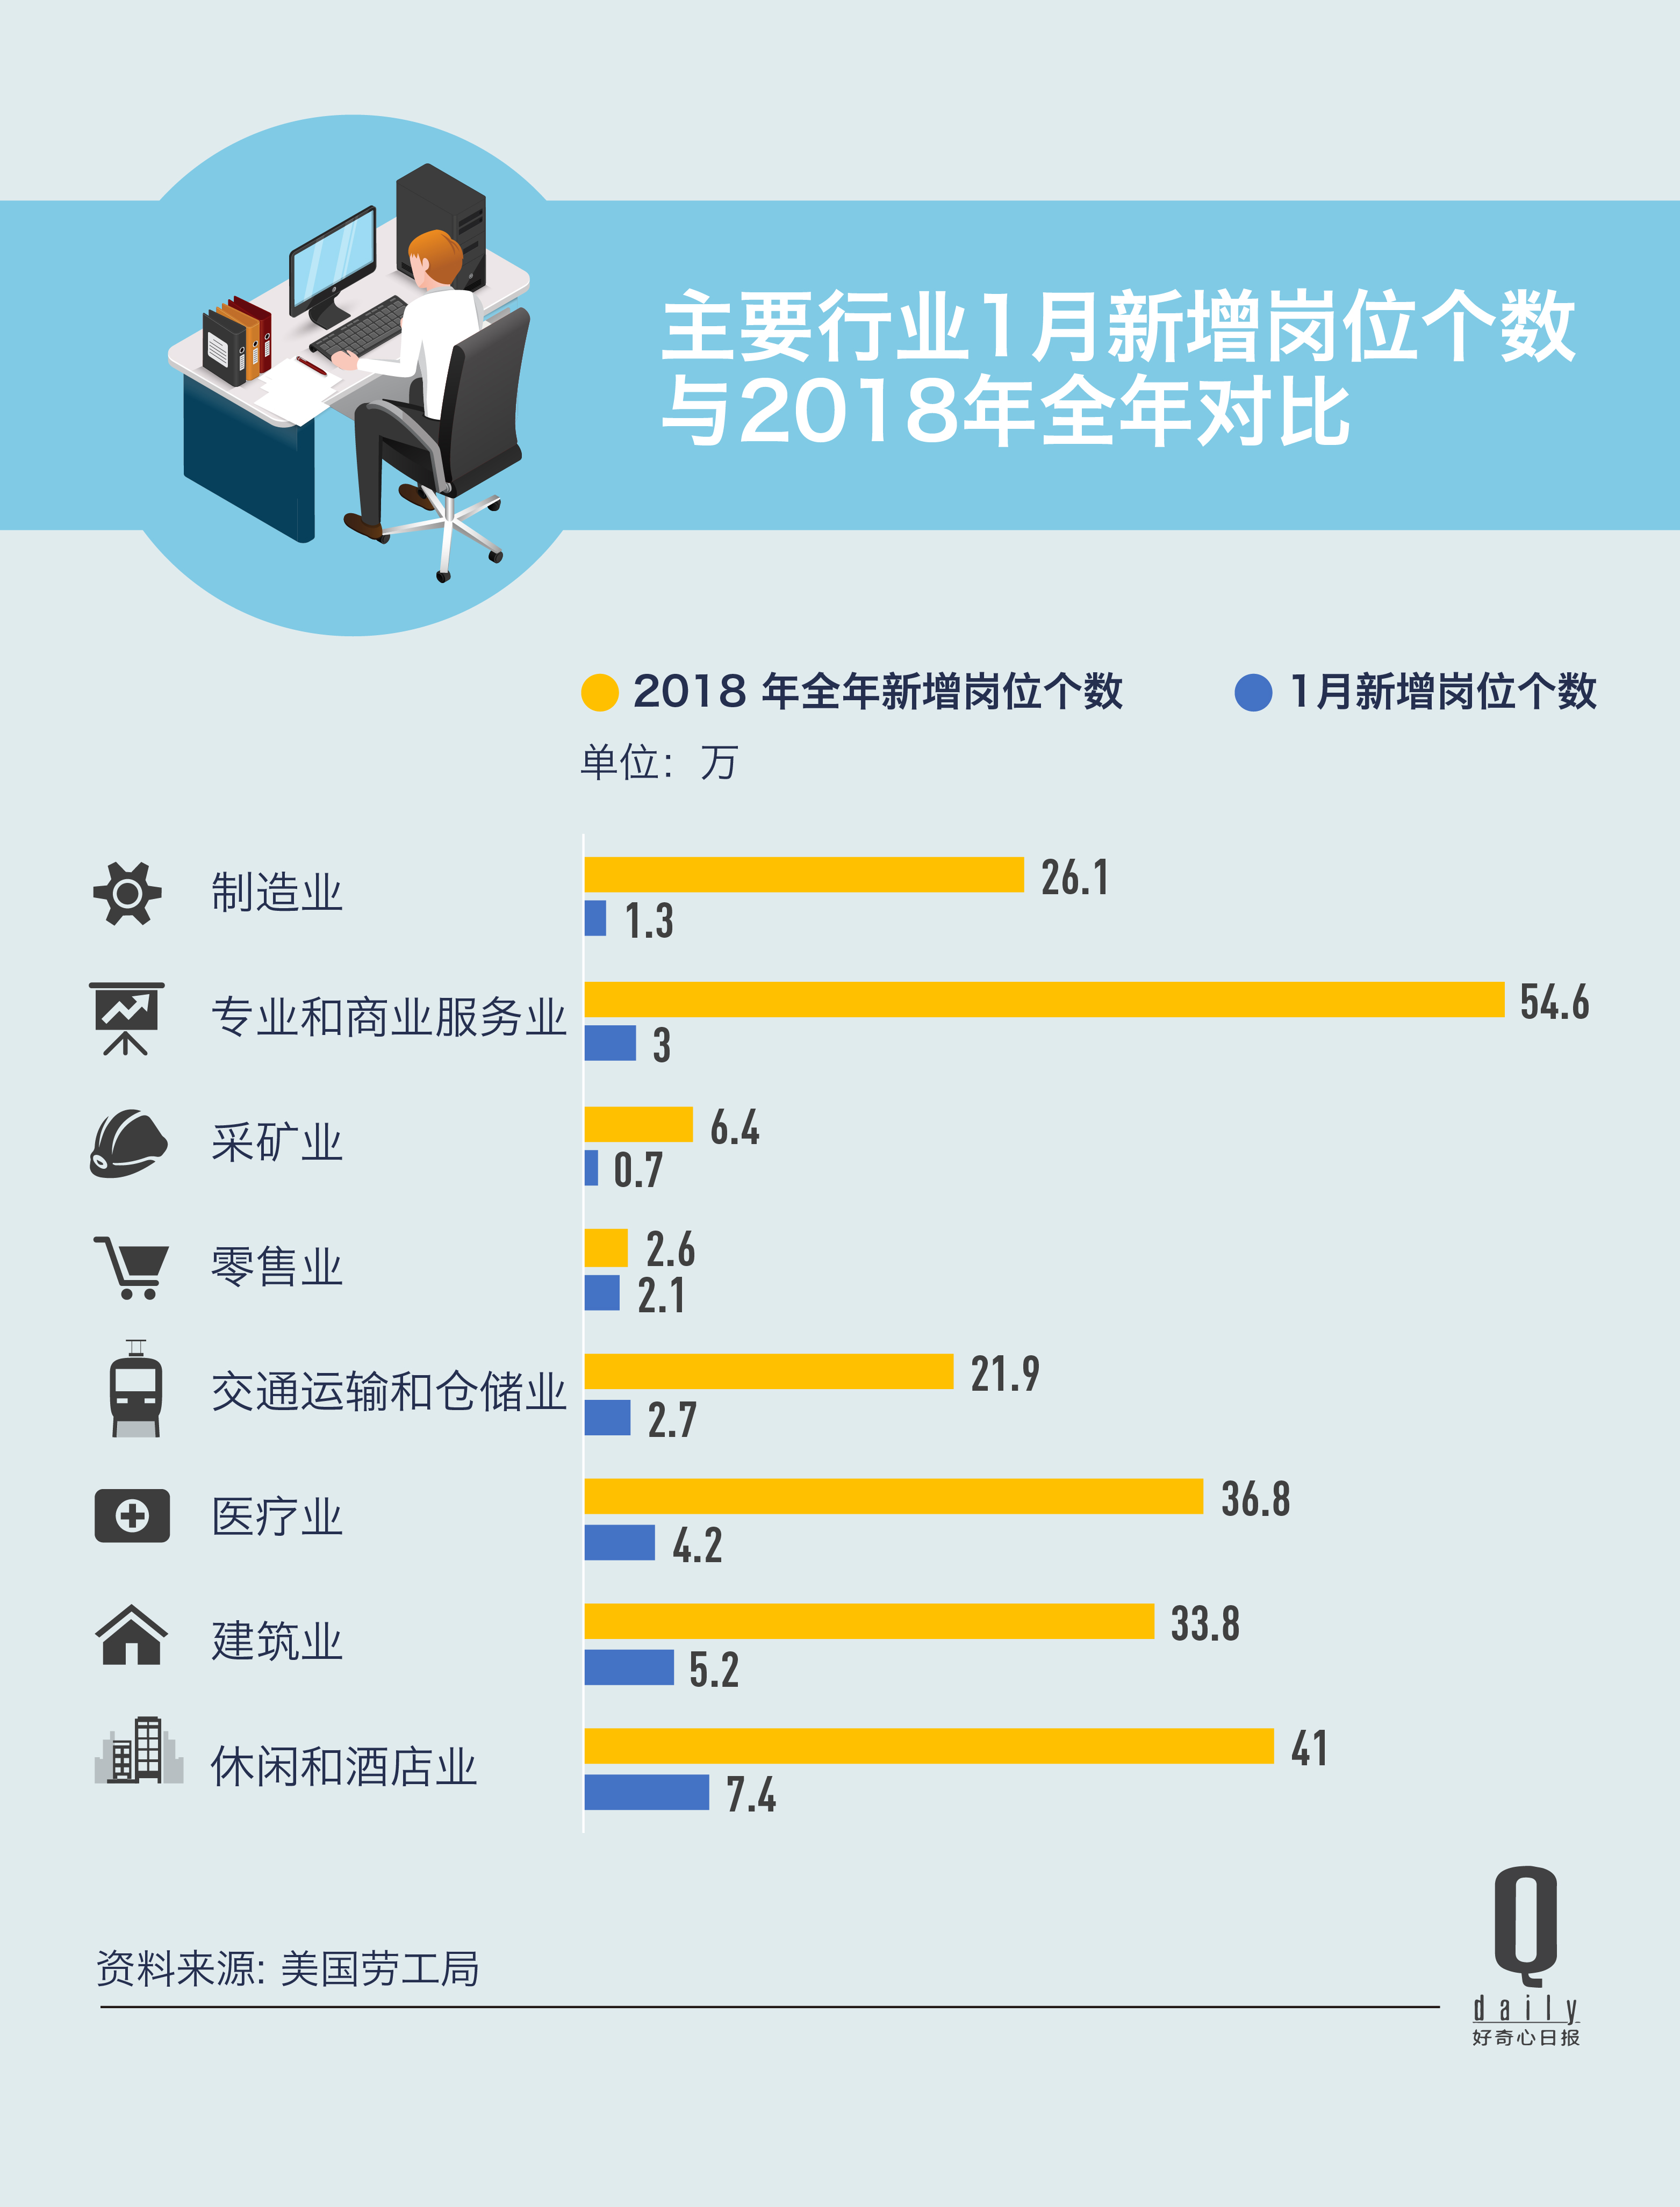 主要行业1月新增岗位个数
与2018年全年对比
2018 年全年新增岗位个数
1月新增岗位个数
单位：万
制造业
26.1
1.3
专业和商业服务业
54.6
3
采矿业
6.4
0.7
零售业
2.6
2.1
交通运输和仓储业
21.9
2.7
医疗业
36.8
4.2
建筑业
33.8
5.2
休闲和酒店业
41
7.4
资料来源: 美国劳工局
Q
daily
好奇心日报